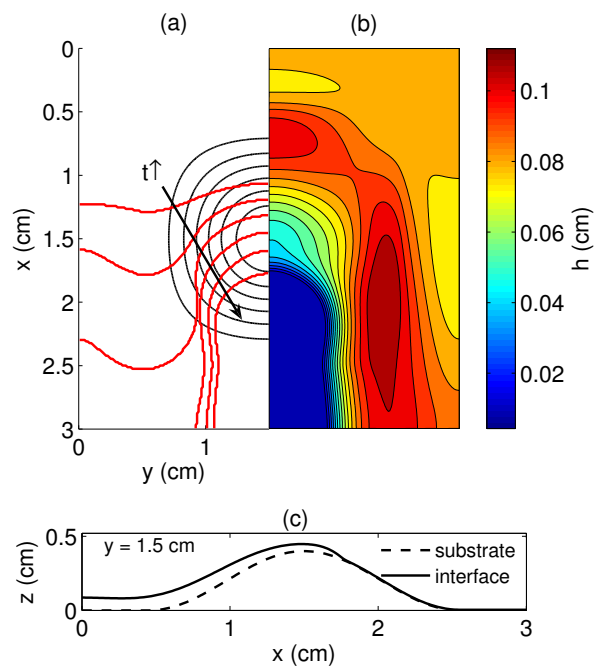 (a)
(b)
0
0.5
1
1.5
2
2.5
3
x (cm)
t↑
0
1
y (cm)
0.1
0.08
0.06
0.04
0.02
h (cm)
(c)
y = 1.5 cm
substrate
interface
0.5
0
z (cm)
0
1
2
3
x (cm)